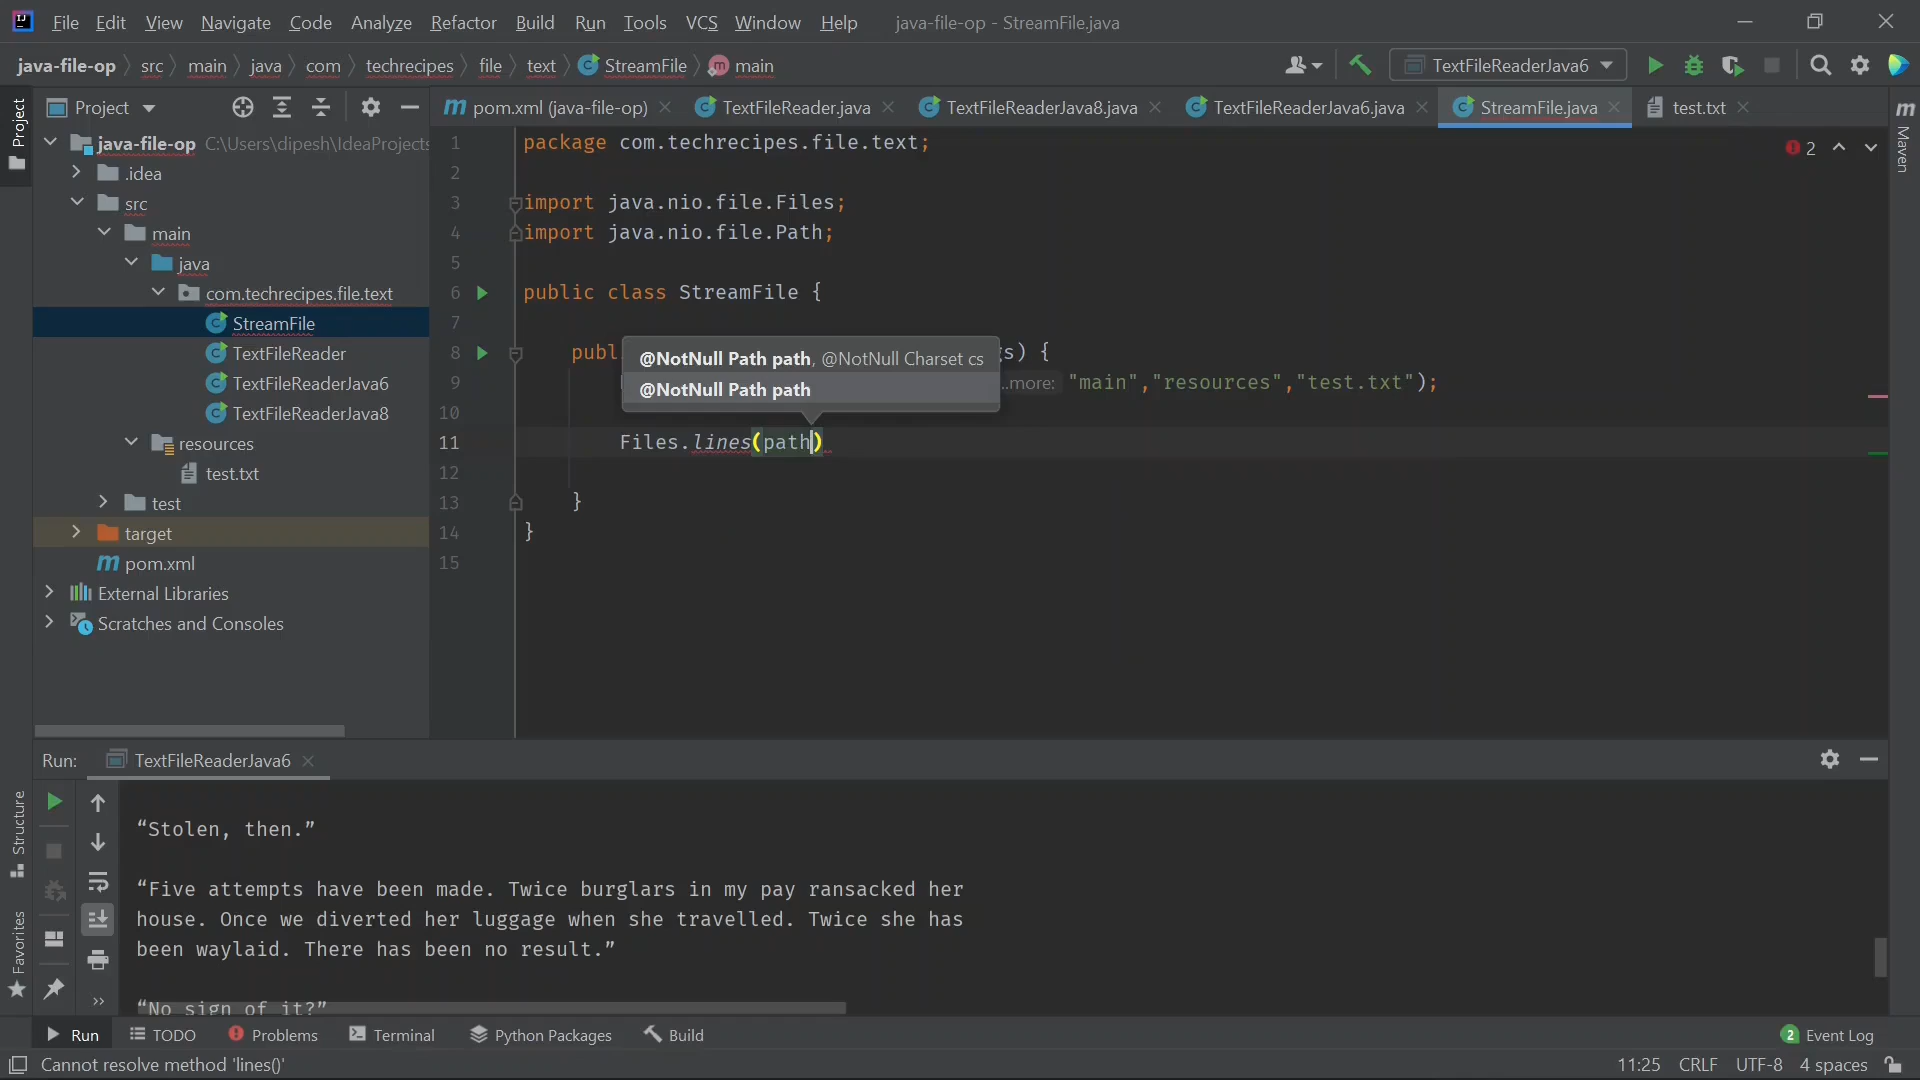 File Edit View Navigate Code Analyze Refactor Build Run Tools VCS Window Help java-file-op - StreamFile.java
java-file-op src main java com techrecipes file text StreamFile main TextFileReaderJava6
Project pom.xml (java-file-op) TextFileReader.java TextFileReaderJava8.java TextFileReaderJava6.java StreamFile.java test.txt
Project
Maven
java-file-op C:\Users\dipesh\IdeaProjects
.idea
src
main
java
com.techrecipes.file.text
StreamFile
TextFileReader
TextFileReaderJava6
TextFileReaderJava8
resources
test.txt
test
target
pom.xml
External Libraries
Scratches and Consoles
2
1 package com.techrecipes.file.text;
2
3 import java.nio.file.Files;
4 import java.nio.file.Path;
5
6 public class StreamFile {
7
8 publ s) {
@NotNull Path path, @NotNull Charset cs
@NotNull Path path
9 ...more: "main","resources","test.txt");
10
11 Files.lines(path)
12
13 }
14 }
15
Run: TextFileReaderJava6
“Stolen, then.”
“Five attempts have been made. Twice burglars in my pay ransacked her
house. Once we diverted her luggage when she travelled. Twice she has
been waylaid. There has been no result.”
“No sign of it?”
Structure
Favorites
Run TODO Problems Terminal Python Packages Build 2 Event Log
Cannot resolve method 'lines()' 11:25 CRLF UTF-8 4 spaces